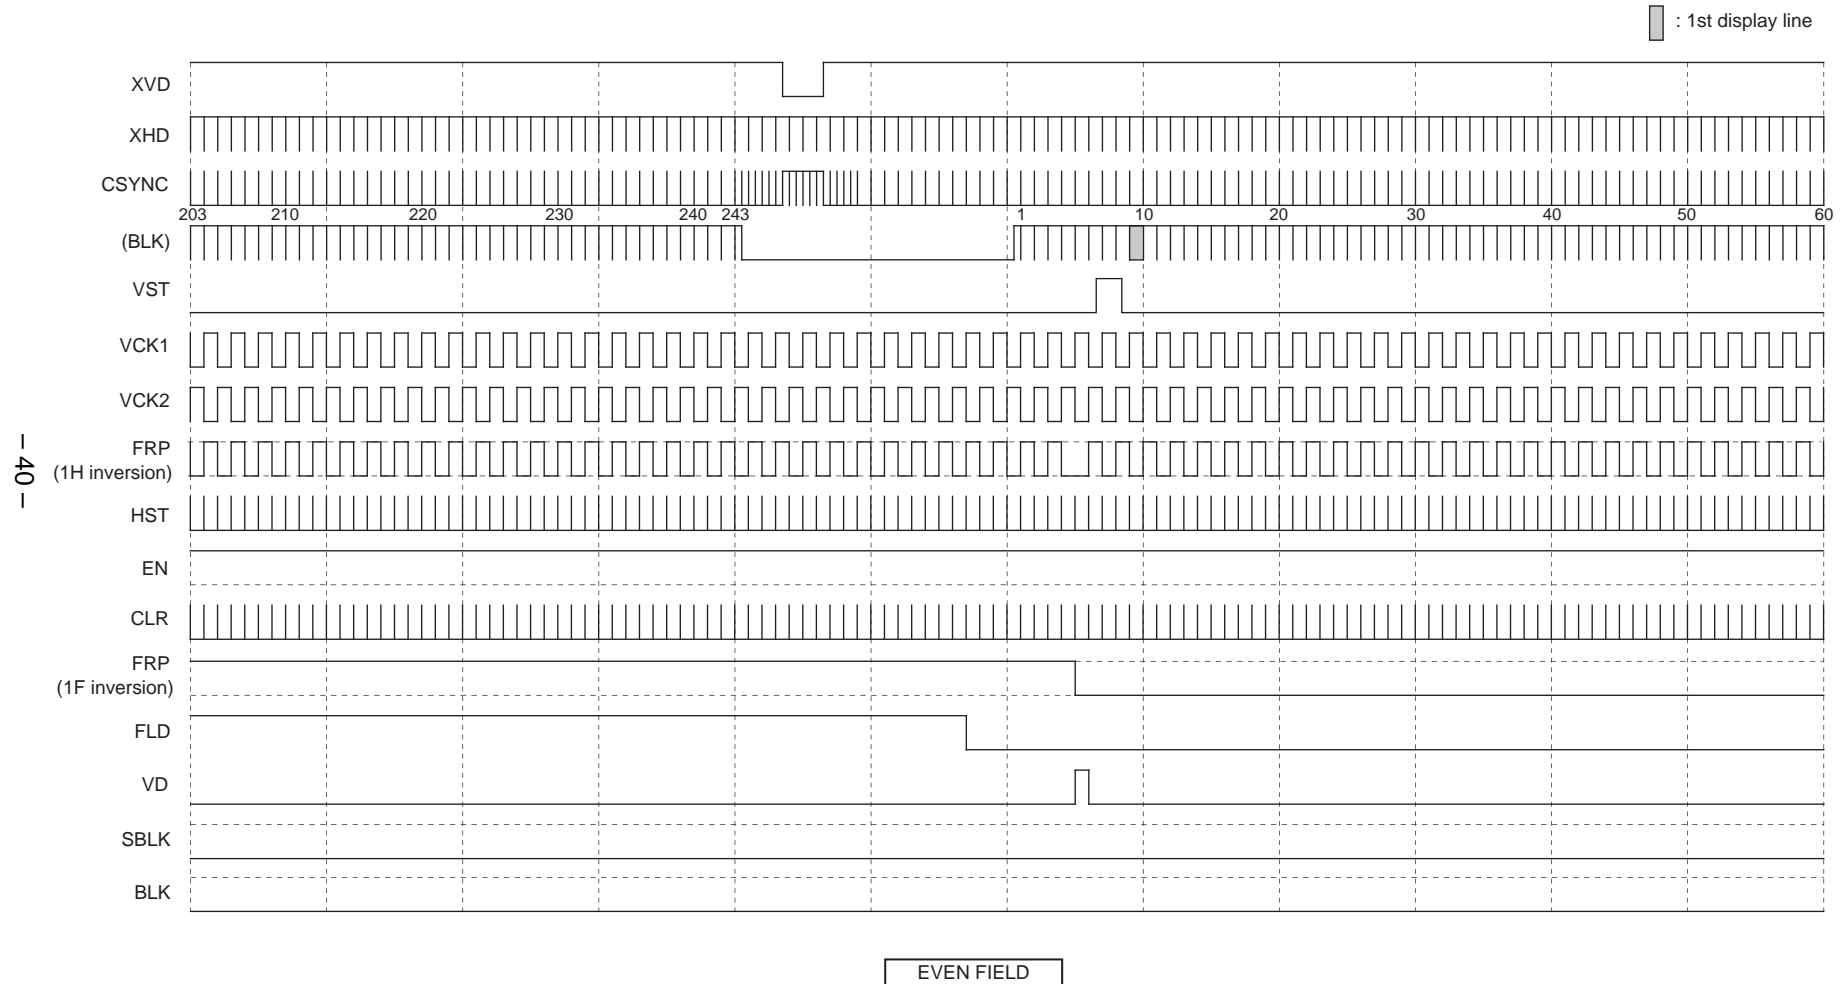 : 1st display line
XVD
XHD
CSYNC
203 210 220 230 240 243 1 10 20 30 40 50 60
(BLK)
VST
VCK1
VCK2
FRP
(1H inversion)
– 40 –
HST
EN
CLR
FRP
(1F inversion)
FLD
VD
SBLK
BLK
EVEN FIELD